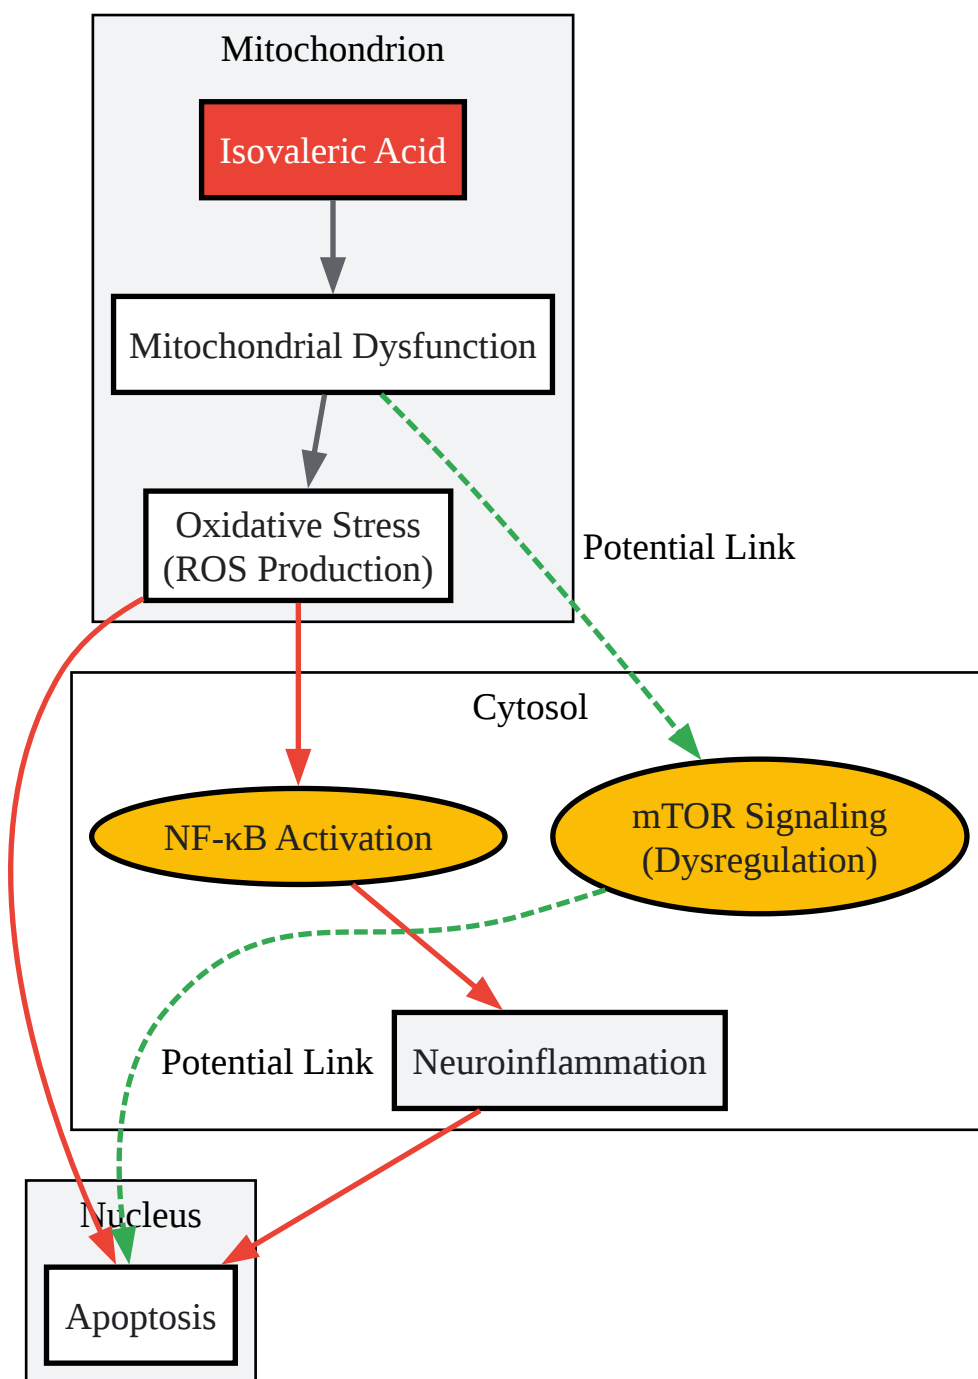 Mitochondrion
Isovaleric Acid
Mitochondrial Dysfunction
Oxidative Stress
(ROS Production)
Potential Link
Cytosol
NF-κB Activation
mTOR Signaling
(Dysregulation)
Potential Link
Neuroinflammation
Nucleus
Apoptosis